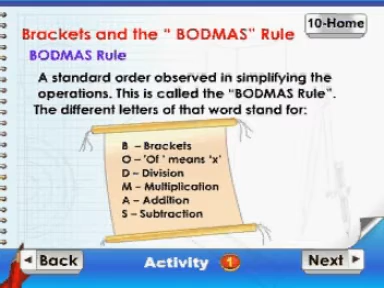 10-Home
Brackets and the “ BODMAS” Rule
BODMAS Rule
A standard order observed in simplifying the
operations. This is called the “BODMAS Rule”.
The different letters of that word stand for:
B – Brackets
O – 'Of ' means ‘x’
D – Division
M – Multiplication
A – Addition
S – Subtraction
Back
Activity 1
Next